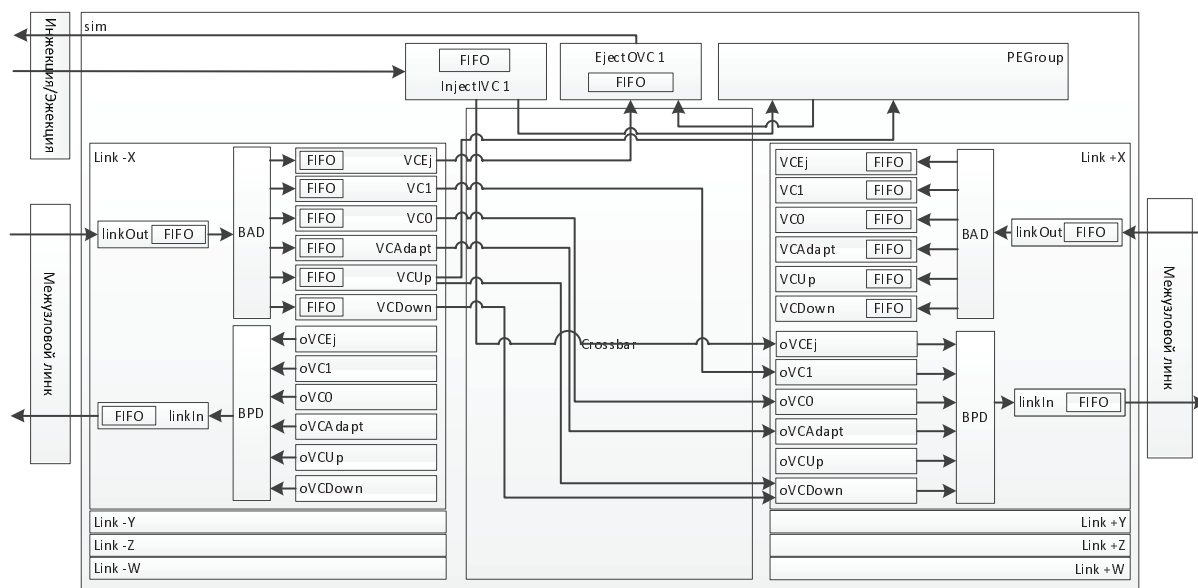 Инжекция/Эжекция
sim
FIFO
InjectIVC 1
EjectOVC 1
FIFO
PEGroup
Link -X
FIFO VCEj
FIFO VC1
FIFO VC0
FIFO VCAdapt
FIFO VCUp
FIFO VCDown
BAD
linkOut FIFO
Межузловой линк
oVCEj
oVC1
oVC0
oVCAdapt
oVCUp
oVCDown
BPD
FIFO linkIn
Link -Y
Link -Z
Link -W
Crossbar
Link +X
VCEj FIFO
VC1 FIFO
VC0 FIFO
VCAdapt FIFO
VCUp FIFO
VCDown FIFO
BAD
linkOut FIFO
Межузловой линк
oVCEj
oVC1
oVC0
oVCAdapt
oVCUp
oVCDown
BPD
linkIn FIFO
Link +Y
Link +Z
Link +W